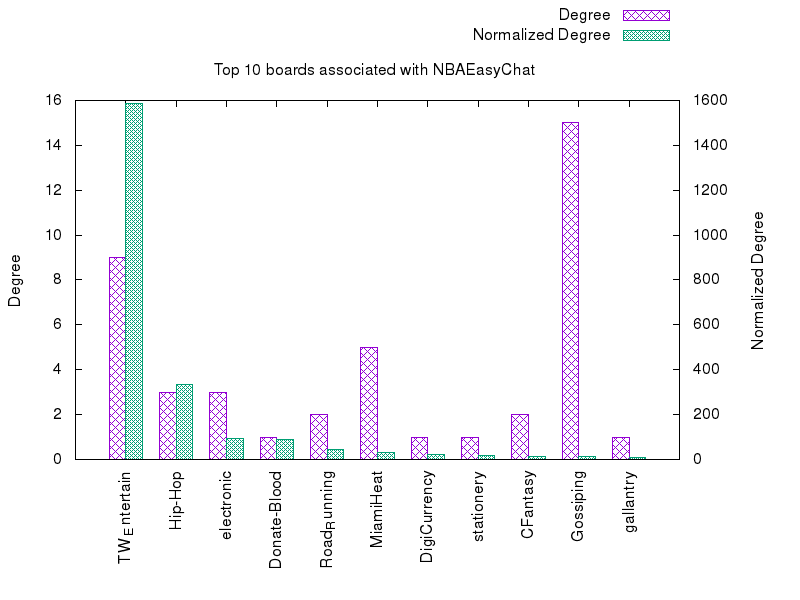 Degree
Normalized Degree
Top 10 boards associated with NBAEasyChat
16
14
12
10
8
6
4
2
0
1600
1400
1200
1000
800
600
400
200
0
Degree
Normalized Degree
TWEntertain
Hip-Hop
electronic
Donate-Blood
RoadRunning
MiamiHeat
DigiCurrency
stationery
CFantasy
Gossiping
gallantry